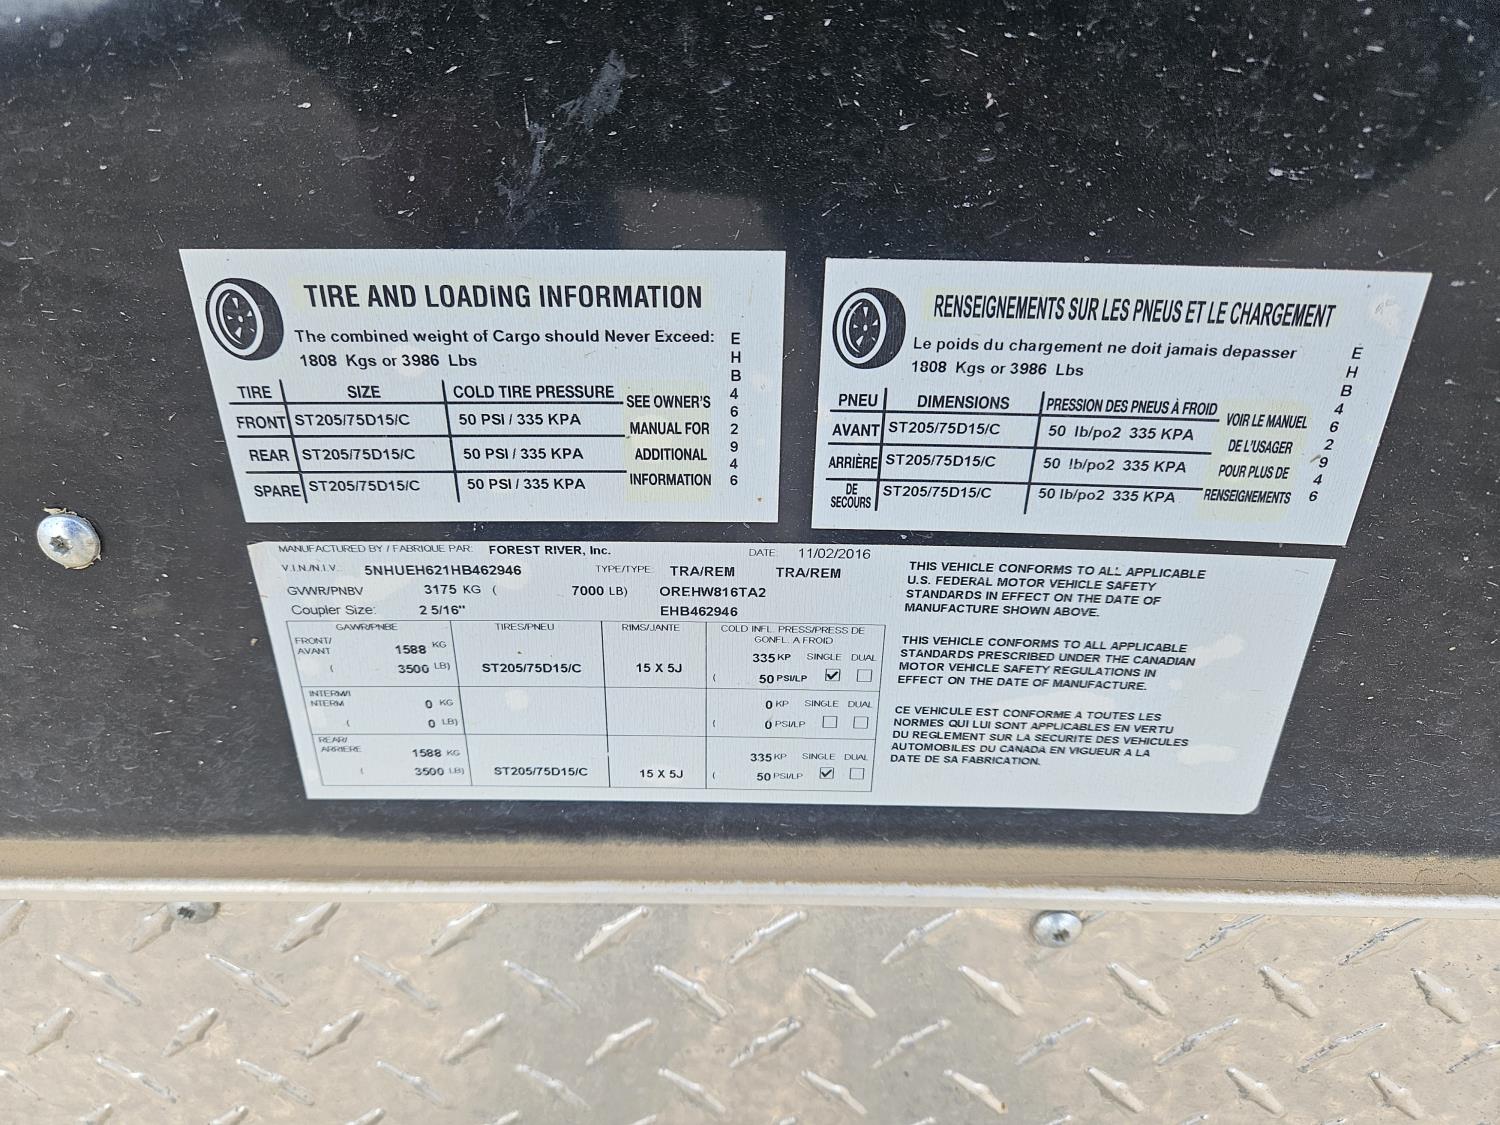 TIRE AND LOADING INFORMATION
The combined weight of Cargo should Never Exceed:
1808 Kgs or 3986 Lbs
TIRE SIZE COLD TIRE PRESSURE
FRONT ST205/75D15/C 50 PSI / 335 KPA
REAR ST205/75D15/C 50 PSI / 335 KPA
SPARE ST205/75D15/C 50 PSI / 335 KPA
SEE OWNER'S
MANUAL FOR
ADDITIONAL
INFORMATION
EHB462946
RENSEIGNEMENTS SUR LES PNEUS ET LE CHARGEMENT
Le poids du chargement ne doit jamais depasser
1808 Kgs or 3986 Lbs
PNEU DIMENSIONS PRESSION DES PNEUS À FROID
AVANT ST205/75D15/C 50 lb/po2 335 KPA
ARRIÈRE ST205/75D15/C 50 lb/po2 335 KPA
DE SECOURS ST205/75D15/C 50 lb/po2 335 KPA
VOIR LE MANUEL
DE L'USAGER
POUR PLUS DE
RENSEIGNEMENTS
EHB462946
MANUFACTURED BY / FABRIQUE PAR: FOREST RIVER, Inc. DATE: 11/02/2016
V.I.N./N.I.V.: 5NHUEH621HB462946 TYPE/TYPE: TRA/REM TRA/REM
GVWR/PNBV 3175 KG ( 7000 LB) OREHW816TA2
Coupler Size: 2 5/16" EHB462946
GAWR/PNBE TIRES/PNEU RIMS/JANTE COLD INFL. PRESS/PRESS DE
GONFL. A FROID
FRONT/
AVANT 1588 KG 335 KP SINGLE DUAL
( 3500 LB) ST205/75D15/C 15 X 5J ( 50 PSI/LP
INTERM/I
NTERM 0 KG 0 KP SINGLE DUAL
( 0 LB) ( 0 PSI/LP
REAR/
ARRIERE 1588 KG 335 KP SINGLE DUAL
( 3500 LB) ST205/75D15/C 15 X 5J ( 50 PSI/LP
THIS VEHICLE CONFORMS TO ALL APPLICABLE
U.S. FEDERAL MOTOR VEHICLE SAFETY
STANDARDS IN EFFECT ON THE DATE OF
MANUFACTURE SHOWN ABOVE.
THIS VEHICLE CONFORMS TO ALL APPLICABLE
STANDARDS PRESCRIBED UNDER THE CANADIAN
MOTOR VEHICLE SAFETY REGULATIONS IN
EFFECT ON THE DATE OF MANUFACTURE.
CE VEHICULE EST CONFORME A TOUTES LES
NORMES QUI LUI SONT APPLICABLES EN VERTU
DU REGLEMENT SUR LA SECURITE DES VEHICULES
AUTOMOBILES DU CANADA EN VIGUEUR A LA
DATE DE SA FABRICATION.